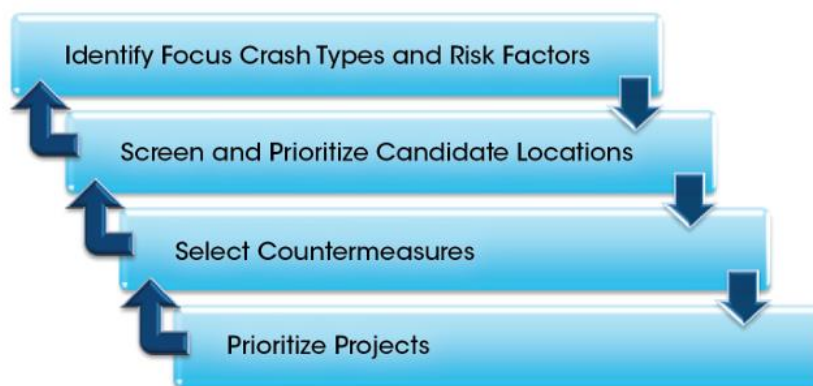 Identify Focus Crash Types and Risk Factors
Screen and Prioritize Candidate Locations
Select Countermeasures
Prioritize Projects